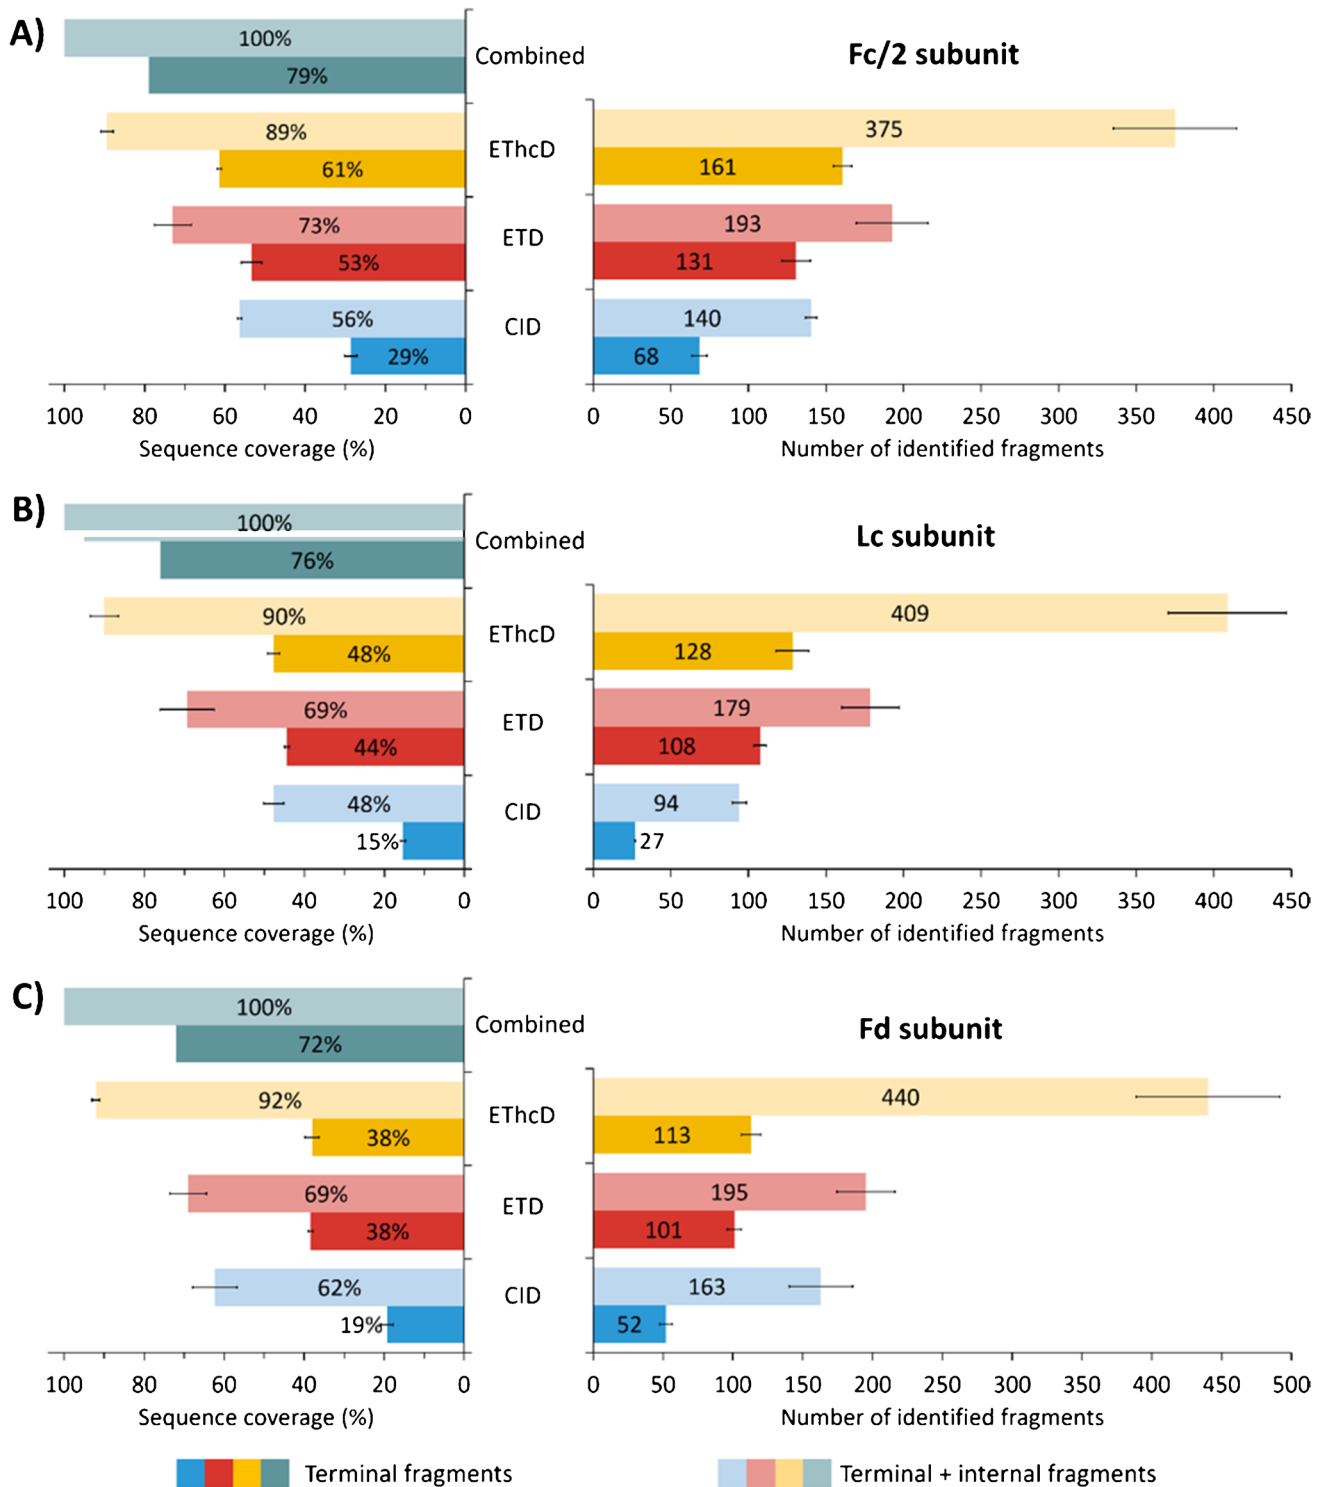 A)
Fc/2 subunit
100%
79%
Combined
89%
61%
EThcD
375
161
73%
53%
ETD
193
131
56%
29%
CID
140
68
100 80 60 40 20 0
0 50 100 150 200 250 300 350 400 450
Sequence coverage (%)
Number of identified fragments
B)
Lc subunit
100%
76%
Combined
90%
48%
EThcD
409
128
69%
44%
ETD
179
108
48%
15%
CID
94
27
100 80 60 40 20 0
0 50 100 150 200 250 300 350 400 450
Sequence coverage (%)
Number of identified fragments
C)
Fd subunit
100%
72%
Combined
92%
38%
EThcD
440
113
69%
38%
ETD
195
101
62%
19%
CID
163
52
100 80 60 40 20 0
0 50 100 150 200 250 300 350 400 450 500
Sequence coverage (%)
Number of identified fragments
Terminal fragments
Terminal + internal fragments